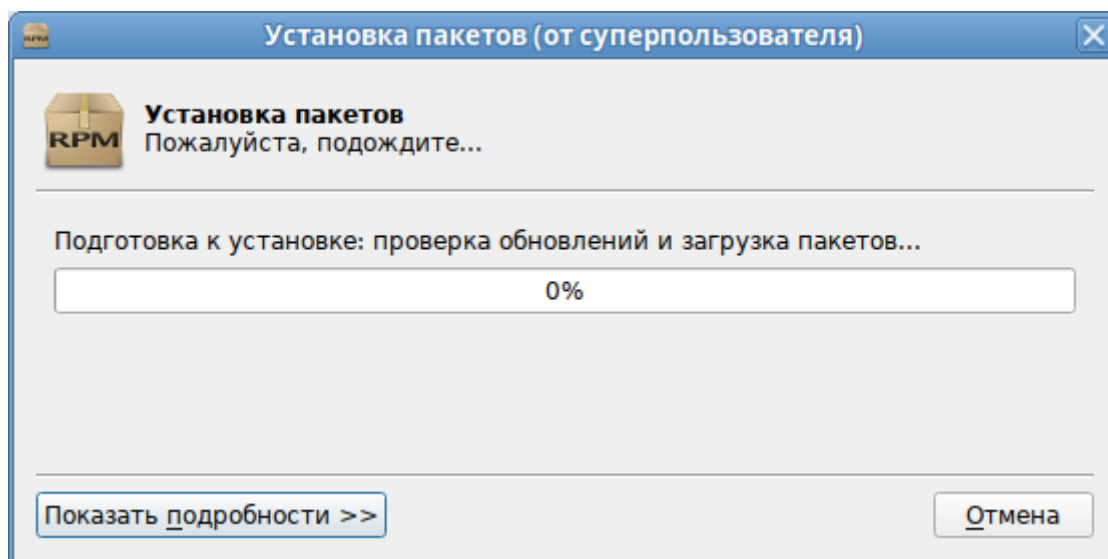 Установка пакетов (от суперпользователя)
RPM
Установка пакетов
Пожалуйста, подождите...
Подготовка к установке: проверка обновлений и загрузка пакетов...
0%
Показать подробности >>
Отмена